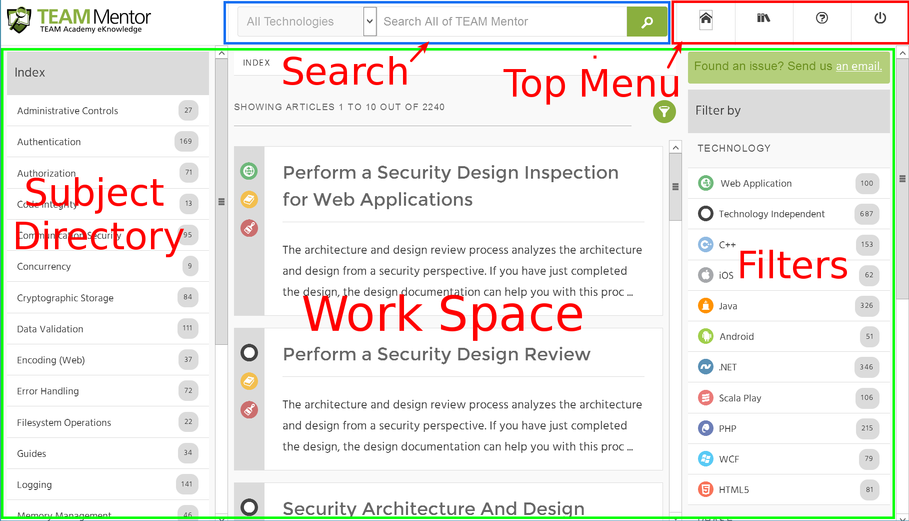 TEAM Mentor
TEAM Academy eKnowledge
All Technologies
Search All of TEAM Mentor
Search
Top Menu
Index
Administrative Controls 27
Authentication 169
Authorization 71
Code Integrity 13
Communication Security 95
Concurrency 9
Cryptographic Storage 84
Data Validation 111
Encoding (Web) 37
Error Handling 72
Filesystem Operations 22
Guides 34
Logging 141
Memory Management 46
Subject
Directory
INDEX
SHOWING ARTICLES 1 TO 10 OUT OF 2240
Perform a Security Design Inspection
for Web Applications
The architecture and design review process analyzes the architecture
and design from a security perspective. If you have just completed
the design, the design documentation can help you with this proc ...
Work Space
Perform a Security Design Review
The architecture and design review process analyzes the architecture
and design from a security perspective. If you have just completed
the design, the design documentation can help you with this proc ...
Security Architecture And Design
Found an issue? Send us an email.
Filter by
TECHNOLOGY
Web Application 100
Technology Independent 687
C++ 153
iOS 62
Filters
Java 326
Android 51
.NET 346
Scala Play 106
PHP 215
WCF 79
HTML5 81